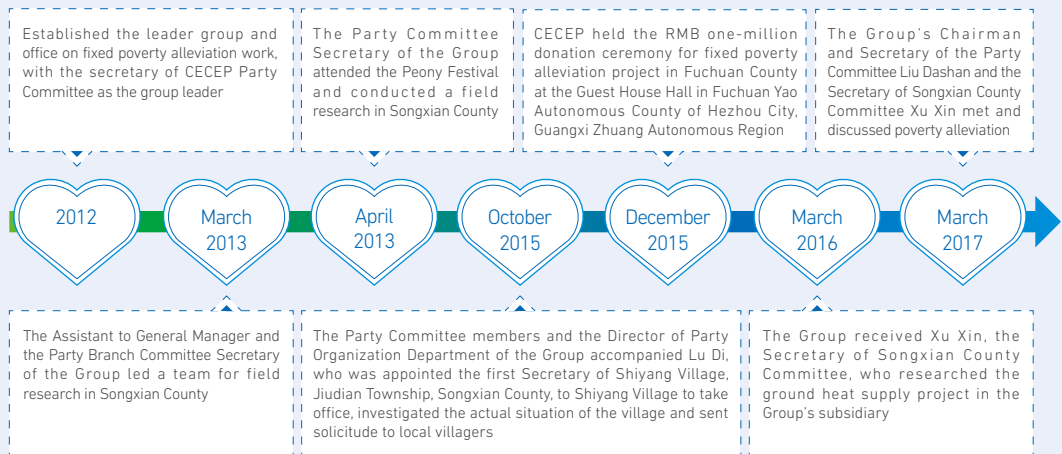 Established the leader group and
office on fixed poverty alleviation work,
with the secretary of CECEP Party
Committee as the group leader
The Party Committee
Secretary of the Group
attended the Peony Festival
and conducted a field
research in Songxian County
CECEP held the RMB one-million
donation ceremony for fixed poverty
alleviation project in Fuchuan County
at the Guest House Hall in Fuchuan Yao
Autonomous County of Hezhou City,
Guangxi Zhuang Autonomous Region
The Group's Chairman
and Secretary of the Party
Committee Liu Dashan and the
Secretary of Songxian County
Committee Xu Xin met and
discussed poverty alleviation
2012
March
2013
April
2013
October
2015
December
2015
March
2016
March
2017
The Assistant to General Manager and
the Party Branch Committee Secretary
of the Group led a team for field
research in Songxian County
The Party Committee members and the Director of Party
Organization Department of the Group accompanied Lu Di,
who was appointed the first Secretary of Shiyang Village,
Jiudian Township, Songxian County, to Shiyang Village to take
office, investigated the actual situation of the village and sent
solicitude to local villagers
The Group received Xu Xin, the
Secretary of Songxian County
Committee, who researched the
ground heat supply project in the
Group's subsidiary